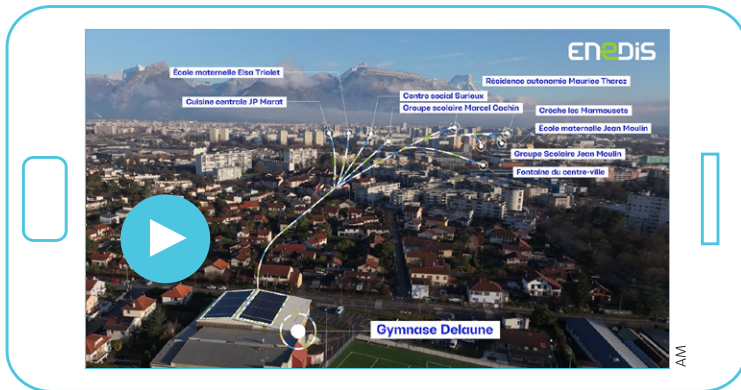 ENEDIS
École maternelle Elsa Triolet
Résidence autonomie Maurice Thorez
Cuisine centrale JP Marat
Centre social Surieux
Groupe scolaire Marcel Cachin
Crèche les Marmousets
École maternelle Jean Moulin
Groupe Scolaire Jean Moulin
Fontaine du centre-ville
Gymnase Delaune
AM